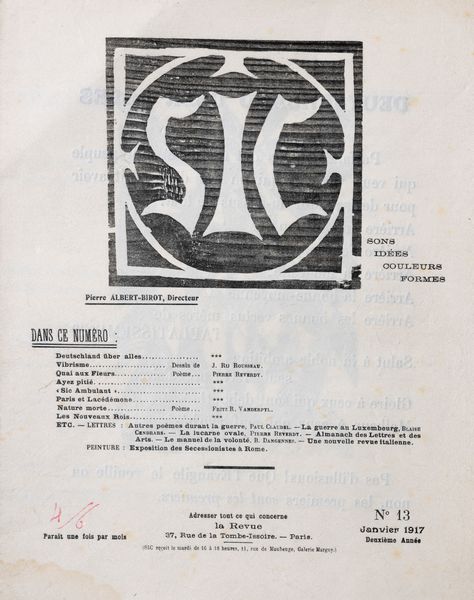 SIC
SONS
IDÉES
COULEURS
FORMES
Pierre ALBERT-BIROT, Directeur
DANS CE NUMÉRO :
Deutschland über alles............... ***
Vibrisme........................ Dessin de J. Ro Rousseau.
Quai aux Fleurs............... Poème... Pierre Reverdy.
Ayez pitié. ........................ ***
« Sic Ambulant »..................... ***
Paris et Lacédémone............... ***
Nature morte.................. Poème.. Fritz R. Vanderpyl.
Les Nouveaux Rois................... ***
ETC. — LETTRES : Autres poèmes durant la guerre, Paul Claudel. — La guerre au Luxembourg, Blaise
Cendrars. — La lucarne ovale, Pierre Reverdy. — Almanach des Lettres et des
Arts. — Le manuel de la volonté, B. Dangennes. — Une nouvelle revue italienne.
PEINTURE : Exposition des Secessionistes à Rome.
4/6
Paraît une fois par mois
Adresser tout ce qui concerne
la Revue
37, Rue de la Tombe-Issoire. — Paris.
(SIC reçoit le mardi de 16 à 18 heures, 11, rue de Maubeuge, Galerie Marguy.)
N° 13
Janvier 1917
Deuxième Année